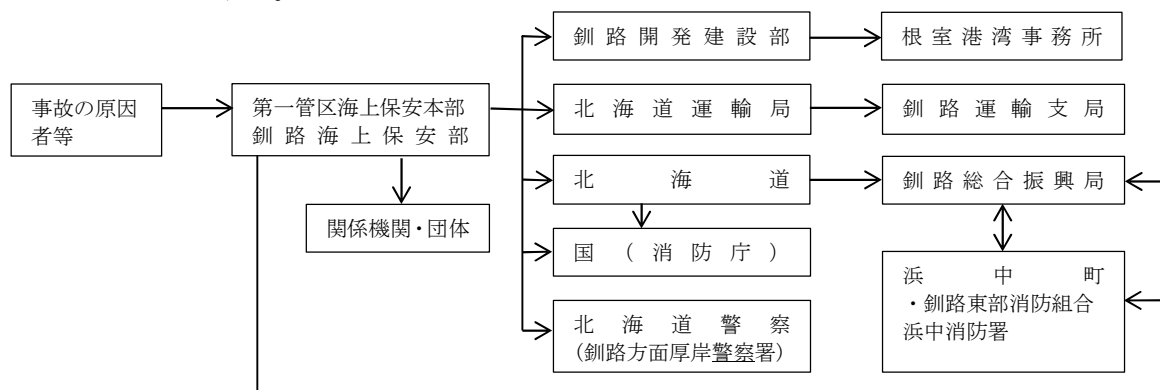 事故の原因
者等
第一管区海上保安本部
釧路海上保安部
関係機関・団体
釧路開発建設部
北海道運輸局
北海道
国(消防庁)
北海道警察
(釧路方面厚岸警察署)
根室港湾事務所
釧路運輸支局
釧路総合振興局
浜中町
・釧路東部消防組合
浜中消防署